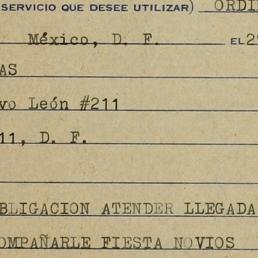 SERVICIO QUE DESEE UTILIZAR) ORDI
México, D. F. EL 2
AS
vo León #211
11, D. F.
BLIGACION ATENDER LLEGADA
OMPAÑARLE FIESTA NOVIOS